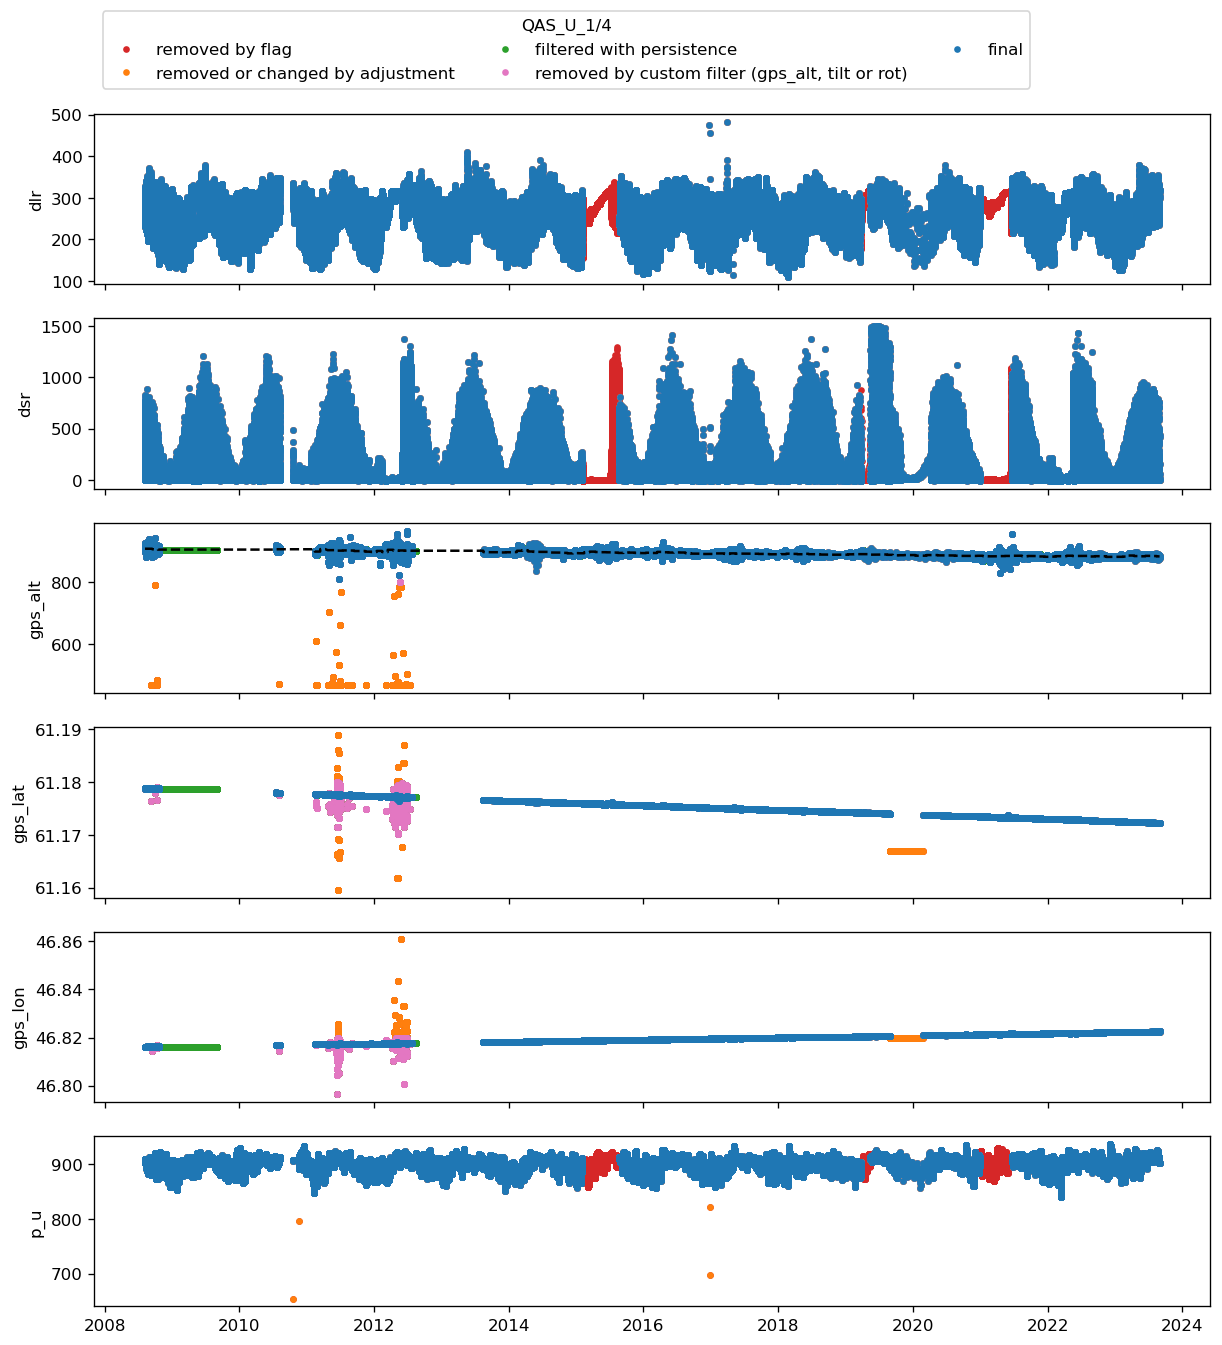 QAS_U_1/4
removed by flag
filtered with persistence
final
removed or changed by adjustment
removed by custom filter (gps_alt, tilt or rot)
500
400
300
200
100
dlr
1500
1000
500
0
dsr
800
600
gps_alt
61.19
61.18
61.17
61.16
gps_lat
46.86
46.84
46.82
46.80
gps_lon
900
800
700
p_u
2008 2010 2012 2014 2016 2018 2020 2022 2024